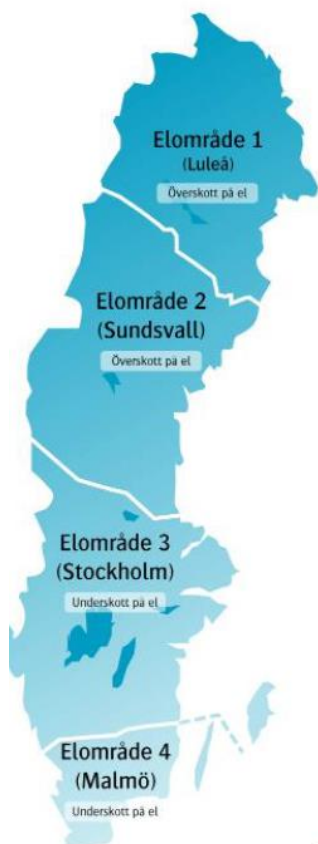 Elområde 1
(Luleå)
Överskott på el
Elområde 2
(Sundsvall)
Överskott på el
Elområde 3
(Stockholm)
Underskott på el
Elområde 4
(Malmö)
Underskott på el